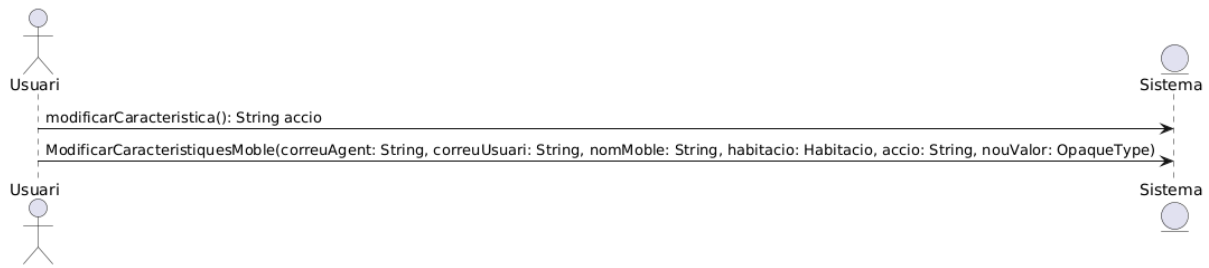 Usuari
Sistema
modificarCaracteristica(): String accio
ModificarCaracteristiquesMoble(correuAgent: String, correuUsuari: String, nomMoble: String, habitacio: Habitacio, accio: String, nouValor: OpaqueType)
Usuari
Sistema